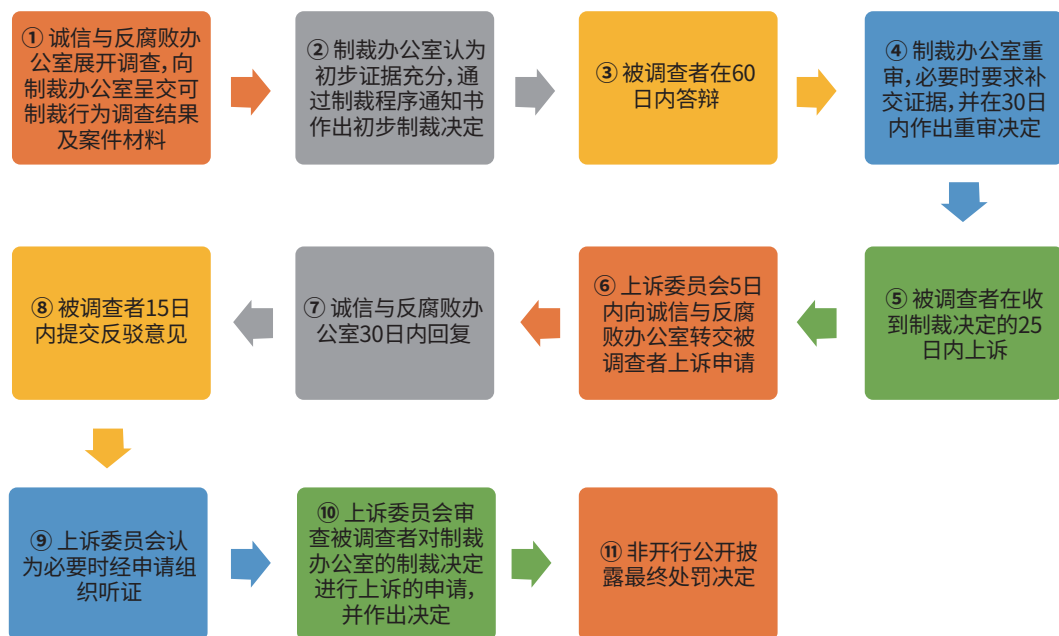 ① 诚信与反腐败办
公室展开调查，向
制裁办公室呈交可
制裁行为调查结果
及案件材料
② 制裁办公室认为
初步证据充分，通
过制裁程序通知书
作出初步制裁决定
③ 被调查者在60
日内答辩
④ 制裁办公室重
审，必要时要求补
交证据，并在30日
内作出重审决定
⑤ 被调查者在收
到制裁决定的25
日内上诉
⑥ 上诉委员会5日
内向诚信与反腐
败办公室转交被
调查者上诉申请
⑦ 诚信与反腐败办
公室30日内回复
⑧ 被调查者15日
内提交反驳意见
⑨ 上诉委员会认
为必要时经申请组
织听证
⑩ 上诉委员会审
查被调查者对制裁
办公室的制裁决定
进行上诉的申请，
并作出决定
⑪ 非开行公开披
露最终处罚决定